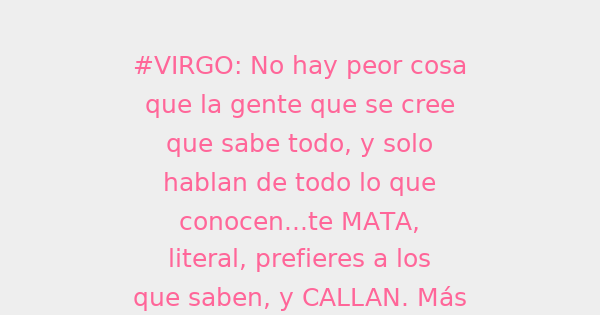 #VIRGO: No hay peor cosa
que la gente que se cree
que sabe todo, y solo
hablan de todo lo que
conocen...te MATA,
literal, prefieres a los
que saben, y CALLAN. Más